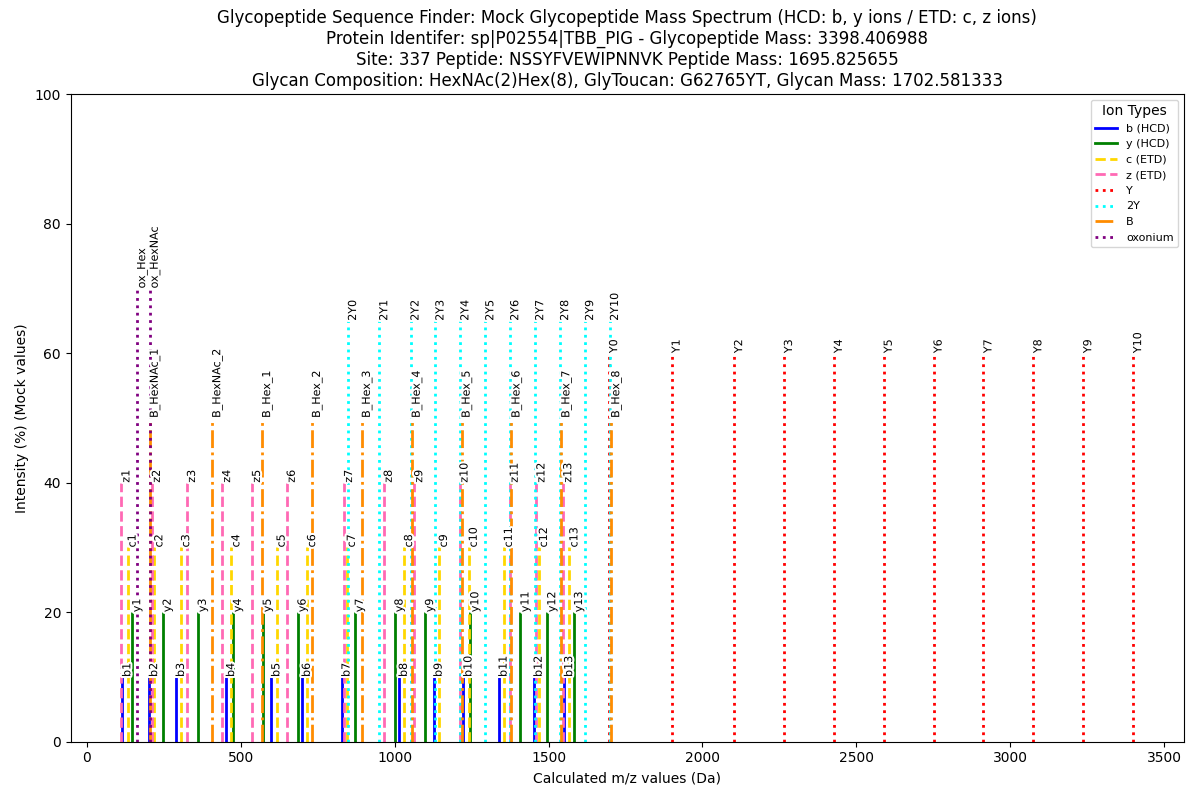 Glycopeptide Sequence Finder: Mock Glycopeptide Mass Spectrum (HCD: b, y ions / ETD: c, z ions)
Protein Identifer: sp|P02554|TBB_PIG - Glycopeptide Mass: 3398.406988
Site: 337 Peptide: NSSYFVEWIPNNVK Peptide Mass: 1695.825655
Glycan Composition: HexNAc(2)Hex(8), GlyToucan: G62765YT, Glycan Mass: 1702.581333
Intensity (%) (Mock values)
100
80
60
40
20
0
Ion Types
b (HCD)
y (HCD)
c (ETD)
z (ETD)
Y
2Y
B
oxonium
ox_Hex
ox_HexNAc
2Y0
2Y1
2Y2
2Y3
2Y4
2Y5
2Y6
2Y7
2Y8
2Y9
2Y10
Y0
Y1
Y2
Y3
Y4
Y5
Y6
Y7
Y8
Y9
Y10
B_HexNAc_1
B_HexNAc_2
B_Hex_1
B_Hex_2
B_Hex_3
B_Hex_4
B_Hex_5
B_Hex_6
B_Hex_7
B_Hex_8
z1
z2
z3
z4
z5
z6
z7
z8
z9
z10
z11
z12
z13
c1
c2
c3
c4
c5
c6
c7
c8
c9
c10
c11
c12
c13
y1
y2
y3
y4
y5
y6
y7
y8
y9
y10
y11
y12
y13
b1
b2
b3
b4
b5
b6
b7
b8
b9
b10
b11
b12
b13
0
500
1000
1500
2000
2500
3000
3500
Calculated m/z values (Da)